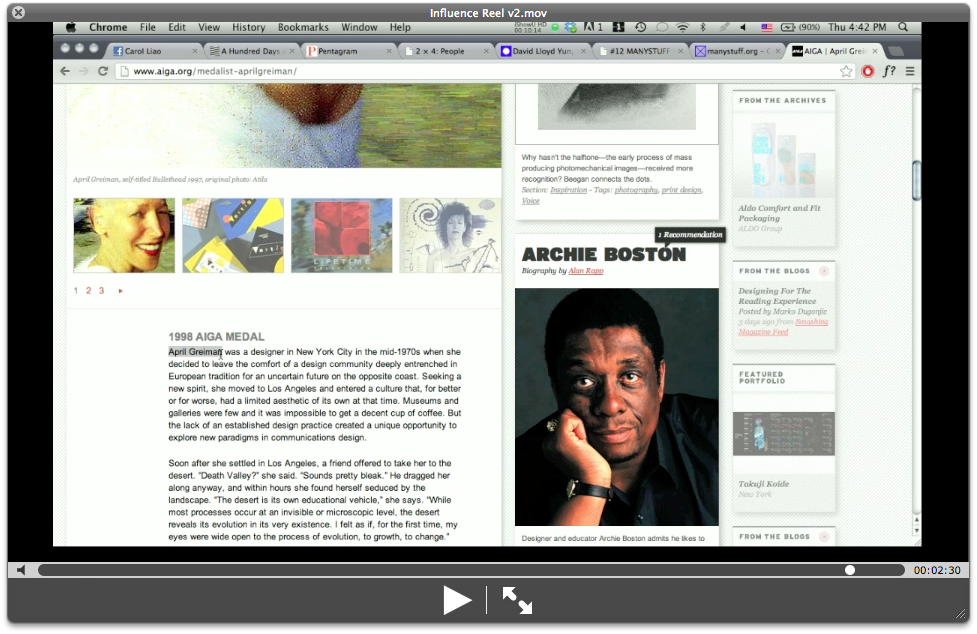 Influence Reel v2.mov
Chrome File Edit View History Bookmarks Window Help
iShowU HD
00:10:14
1
(90%) Thu 4:42 PM
Carol Liao
A Hundred Days
Pentagram
2 × 4: People
David Lloyd Yun,
#12 MANYSTUFF
manystuff.org – C
AIGA | April Grei
www.aiga.org/medalist-aprilgreiman/
f?
April Greiman, self-titled Bullethead 1997, original photo: Atila
LIFETIME
1 2 3
1998 AIGA MEDAL
April Greiman was a designer in New York City in the mid-1970s when she
decided to leave the comfort of a design community deeply entrenched in
European tradition for an uncertain future on the opposite coast. Seeking a
new spirit, she moved to Los Angeles and entered a culture that, for better
or for worse, had a limited aesthetic of its own at that time. Museums and
galleries were few and it was impossible to get a decent cup of coffee. But
the lack of an established design practice created a unique opportunity to
explore new paradigms in communications design.
Soon after she settled in Los Angeles, a friend offered to take her to the
desert. "Death Valley?" she said. "Sounds pretty bleak." He dragged her
along anyway, and within hours she found herself seduced by the
landscape. "The desert is its own educational vehicle," she says. "While
most processes occur at an invisible or microscopic level, the desert
reveals its evolution in its very existence. I felt as if, for the first time, my
eyes were wide open to the process of evolution, to growth, to change."
Why hasn't the halftone—the early process of mass
producing photomechanical images—received more
recognition? Beegan connects the dots.
Section: Inspiration - Tags: photography, print design,
Voice
1 Recommendation
ARCHIE BOSTON
Biography by Alan Rapp
Designer and educator Archie Boston admits he likes to
FROM THE ARCHIVES
Aldo Comfort and Fit
Packaging
ALDO Group
FROM THE BLOGS
Designing For The
Reading Experience
Posted by Marko Dugonjic
3 days ago from Smashing
Magazine Feed
FEATURED
PORTFOLIO
Takuji Koide
New York
FROM THE BLOGS
00:02:30